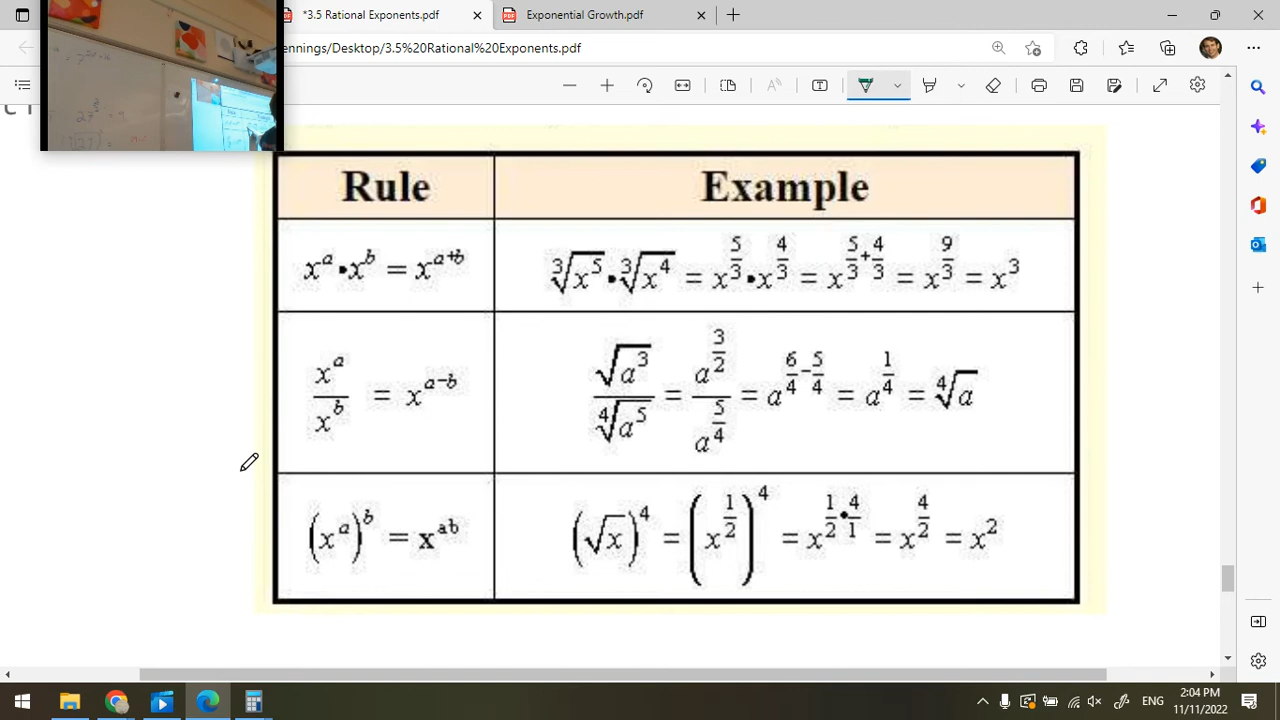 *3.5 Rational Exponents.pdf
Exponential Growth.pdf
ennings/Desktop/3.5%20Rational%20Exponents.pdf
Rule Example
x^a • x^b = x^(a+b) ∛(x^5) • ∛(x^4) = x^(5/3) • x^(4/3) = x^(5/3 + 4/3) = x^(9/3) = x^3
x^a / x^b = x^(a−b) √(a^3) / ∜(a^5) = a^(3/2) / a^(5/4) = a^(6/4 − 5/4) = a^(1/4) = ∜a
(x^a)^b = x^(ab) (√x)^4 = (x^(1/2))^4 = x^(1/2 • 4/1) = x^(4/2) = x^2
ENG
2:04 PM
11/11/2022